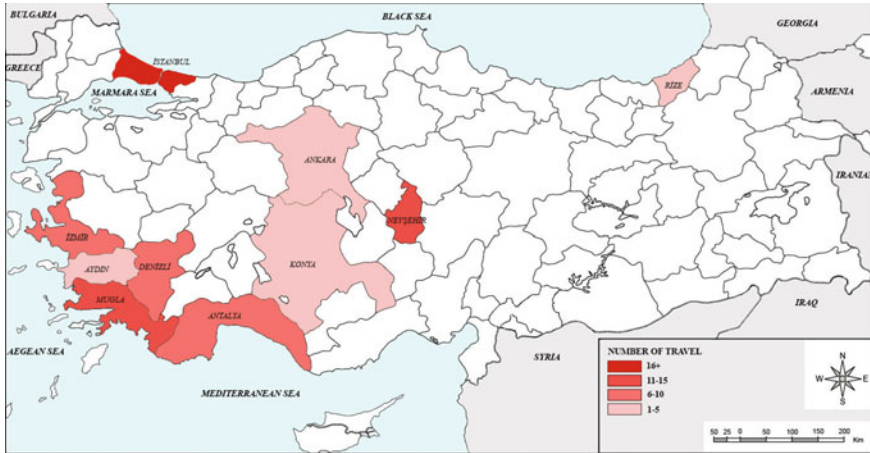 BULGARIA
BLACK SEA
GEORGIA
GREECE
İSTANBUL
MARMARA SEA
RİZE
ARMENIA
ANKARA
IRANIAN
NEVŞEHİR
İZMİR
AYDIN
DENİZLİ
KONYA
MUGLA
ANTALYA
IRAQ
AEGEAN SEA
SYRIA
MEDITERRANEAN SEA
NUMBER OF TRAVEL
16+
11-15
6-10
1-5
N
W E
S
50 25 0 50 100 150 200
Km